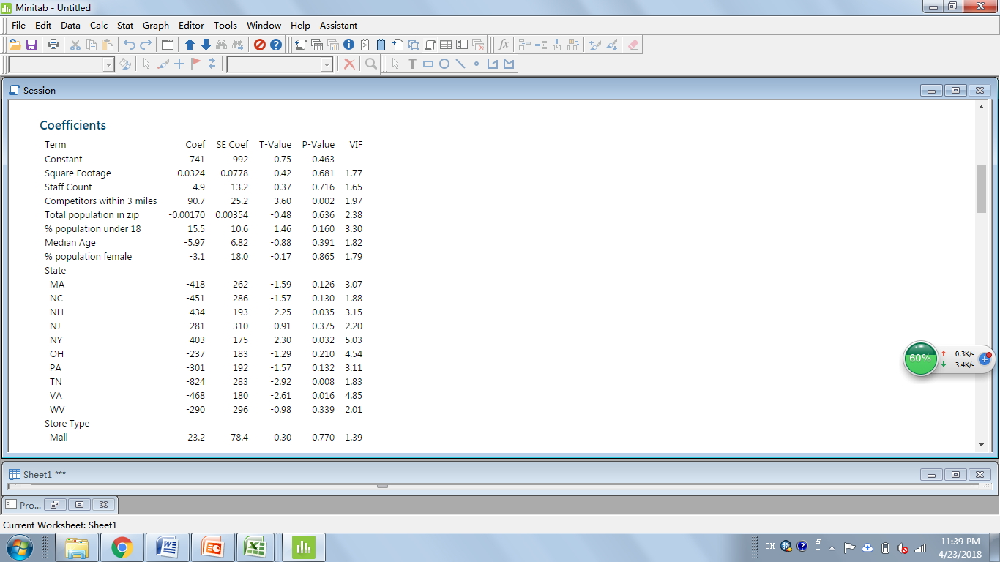 Minitab - Untitled
File Edit Data Calc Stat Graph Editor Tools Window Help Assistant
Session
Coefficients
Term Coef SE Coef T-Value P-Value VIF
Constant 741 992 0.75 0.463
Square Footage 0.0324 0.0778 0.42 0.681 1.77
Staff Count 4.9 13.2 0.37 0.716 1.65
Competitors within 3 miles 90.7 25.2 3.60 0.002 1.97
Total population in zip -0.00170 0.00354 -0.48 0.636 2.38
% population under 18 15.5 10.6 1.46 0.160 3.30
Median Age -5.97 6.82 -0.88 0.391 1.82
% population female -3.1 18.0 -0.17 0.865 1.79
State
MA -418 262 -1.59 0.126 3.07
NC -451 286 -1.57 0.130 1.88
NH -434 193 -2.25 0.035 3.15
NJ -281 310 -0.91 0.375 2.20
NY -403 175 -2.30 0.032 5.03
OH -237 183 -1.29 0.210 4.54
PA -301 192 -1.57 0.132 3.11
TN -824 283 -2.92 0.008 1.83
VA -468 180 -2.61 0.016 4.85
WV -290 296 -0.98 0.339 2.01
Store Type
Mall 23.2 78.4 0.30 0.770 1.39
60%
0.3K/s
3.4K/s
Sheet1 ***
Pro...
Current Worksheet: Sheet1
CH
11:39 PM
4/23/2018